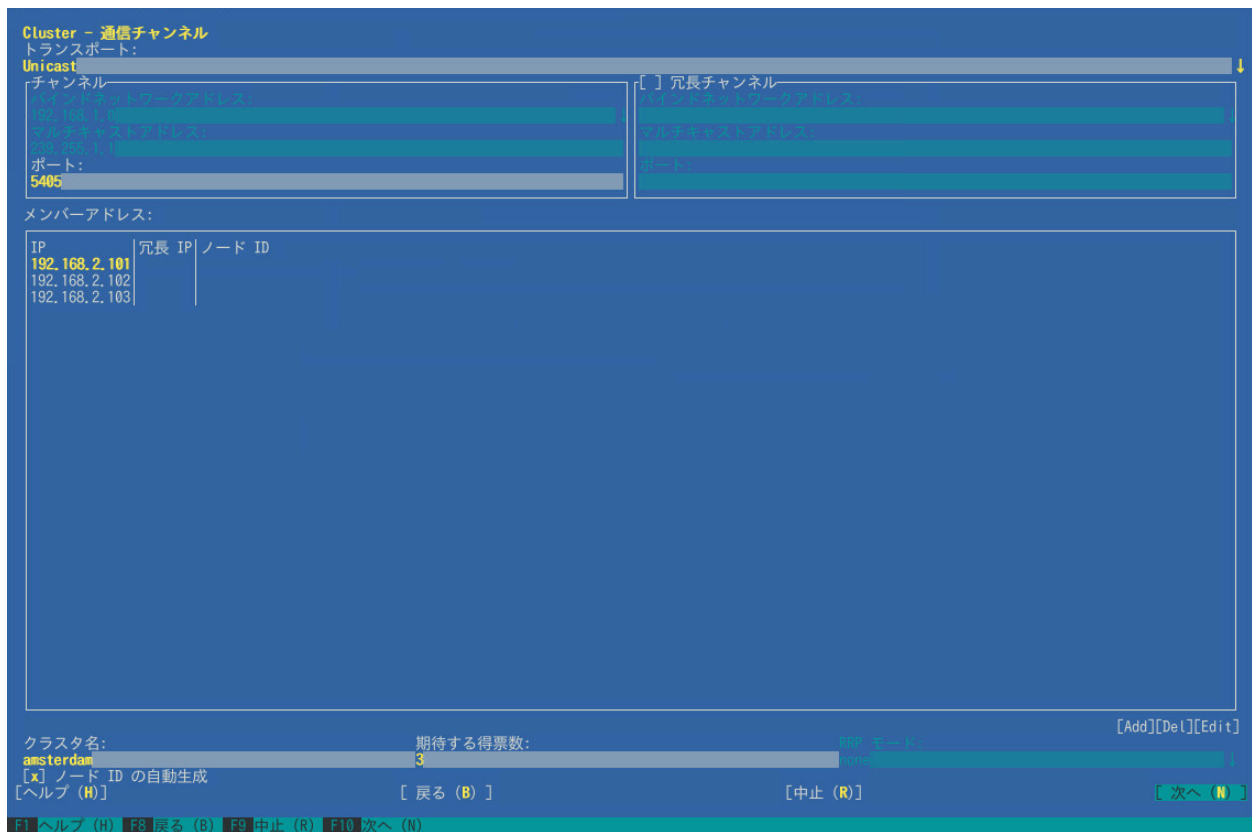 Cluster - 通信チャンネル
トランスポート:
Unicast ↓
チャンネル [ ] 冗長チャンネル
バインドネットワークアドレス: バインドネットワークアドレス:
192.168.1.0 ↓ ↓
マルチキャストアドレス: マルチキャストアドレス:
239.255.1.1
ポート: ポート:
5405
メンバーアドレス:
IP 冗長 IP ノード ID
192.168.2.101
192.168.2.102
192.168.2.103
[Add][Del][Edit]
クラスタ名: 期待する得票数: RRP モード:
amsterdam 3 none ↓
[x] ノード ID の自動生成
[ヘルプ (H)] [ 戻る (B) ] [中止 (R)] [ 次へ (N) ]
F1 ヘルプ (H) F8 戻る (B) F9 中止 (R) F10 次へ (N)